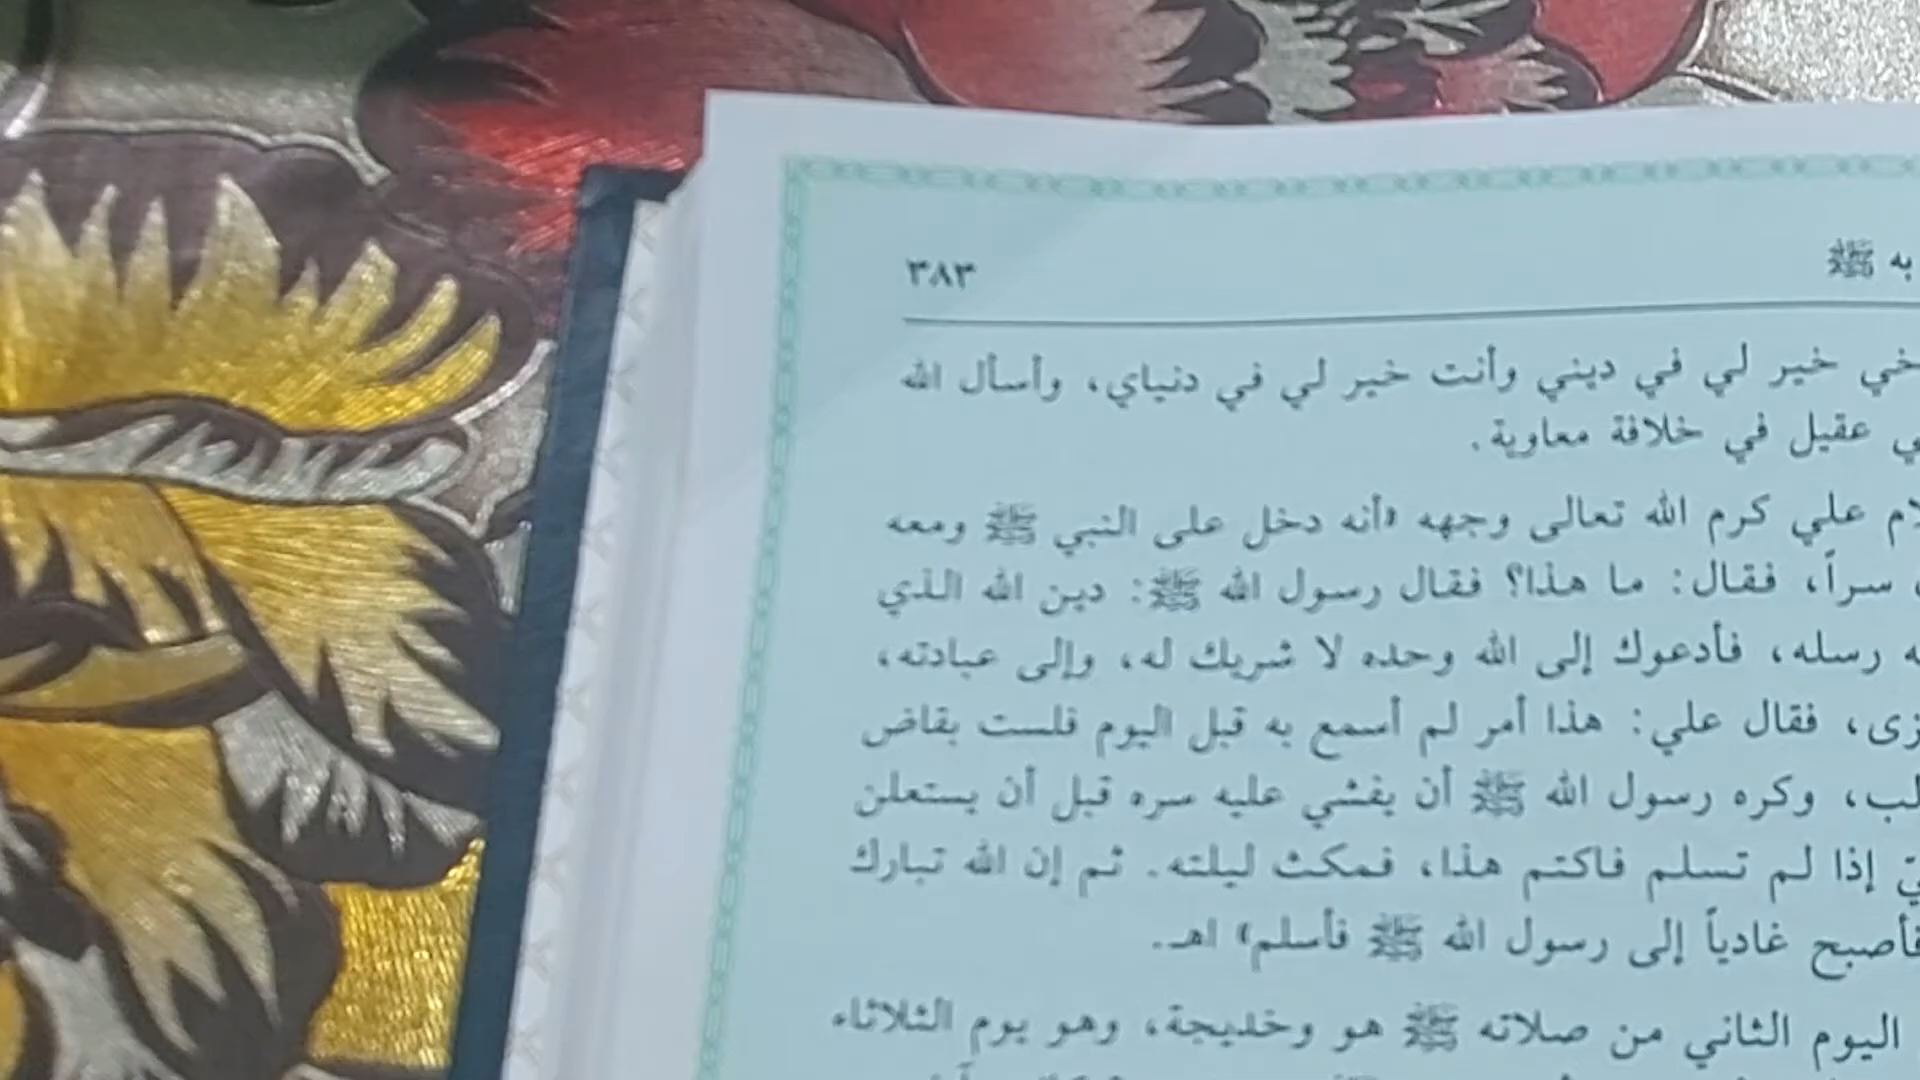 به ﷺ ٣٨٣
خير لي في ديني وأنت خير لي في دنياي، وأسأل الله
عقيل في خلافة معاوية.
علي كرم الله تعالى وجهه «أنه دخل على النبي ﷺ ومعه
سراً، فقال: ما هذا؟ فقال رسول الله ﷺ: دين الله الذي
رسله، فأدعوك إلى الله وحده لا شريك له، وإلى عبادته،
فقال علي: هذا أمر لم أسمع به قبل اليوم فلست بقاض
وكره رسول الله ﷺ أن يفشي عليه سره قبل أن يستعلن
إذا لم تسلم فاكتم هذا، فمكث ليلته. ثم إن الله تبارك
فأصبح غادياً إلى رسول الله ﷺ فأسلم» اهـ.
اليوم الثاني من صلاته ﷺ هو وخديجة، وهو يوم الثلاثاء